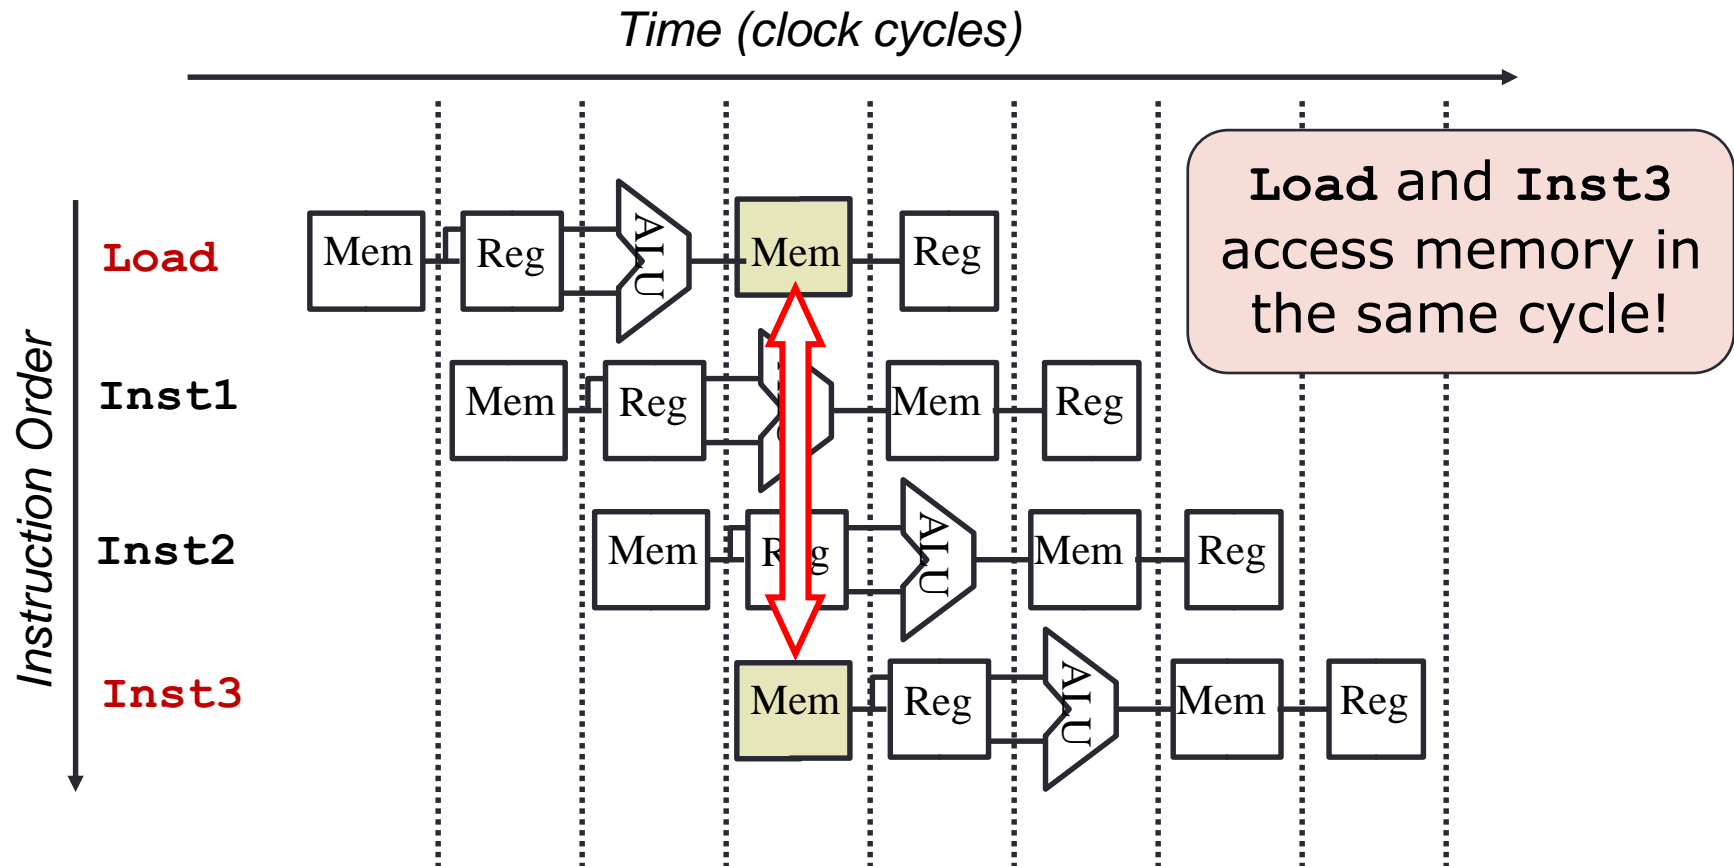 Time (clock cycles)
Instruction Order
Load and Inst3
access memory in
the same cycle!
Load
Mem
Reg
ALU
Mem
Reg
Inst1
Mem
Reg
Mem
Reg
Inst2
Mem
Reg
ALU
Mem
Reg
Inst3
Mem
Reg
ALU
Mem
Reg